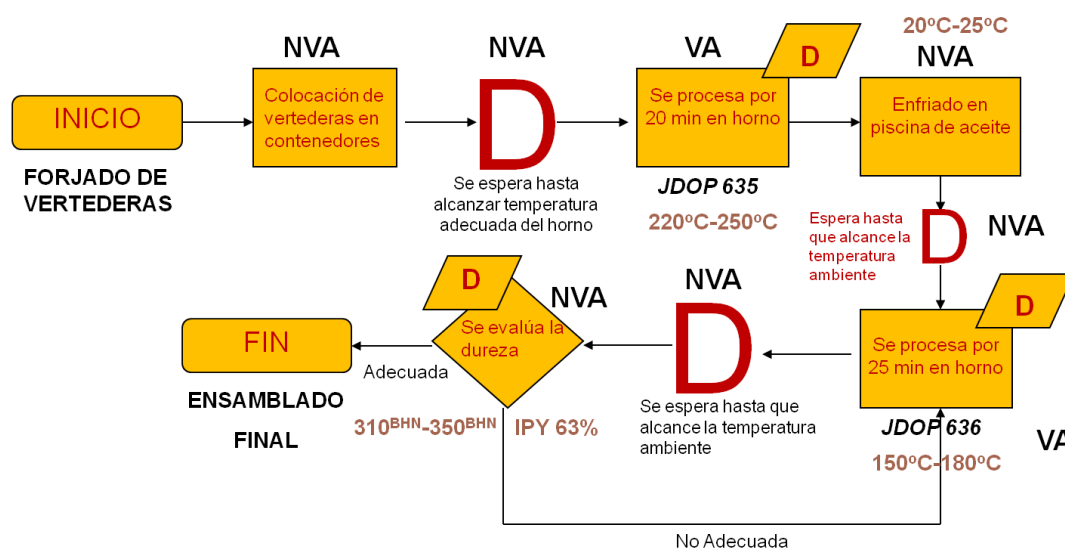 INICIO
FORJADO DE
VERTEDERAS
NVA
Colocación de
vertederas en
contenedores
NVA
D
Se espera hasta
alcanzar temperatura
adecuada del horno
VA
D
Se procesa por
20 min en horno
JDOP 635
220ºC-250ºC
20ºC-25ºC
NVA
Enfriado en
piscina de aceite
Espera hasta
que alcance la
temperatura
ambiente
D
NVA
D
Se procesa por
25 min en horno
JDOP 636
VA
150ºC-180ºC
NVA
D
Se espera hasta que
alcance la temperatura
ambiente
D
NVA
Se evalúa la
dureza
310BHN-350BHN
IPY 63%
Adecuada
No Adecuada
FIN
ENSAMBLADO
FINAL